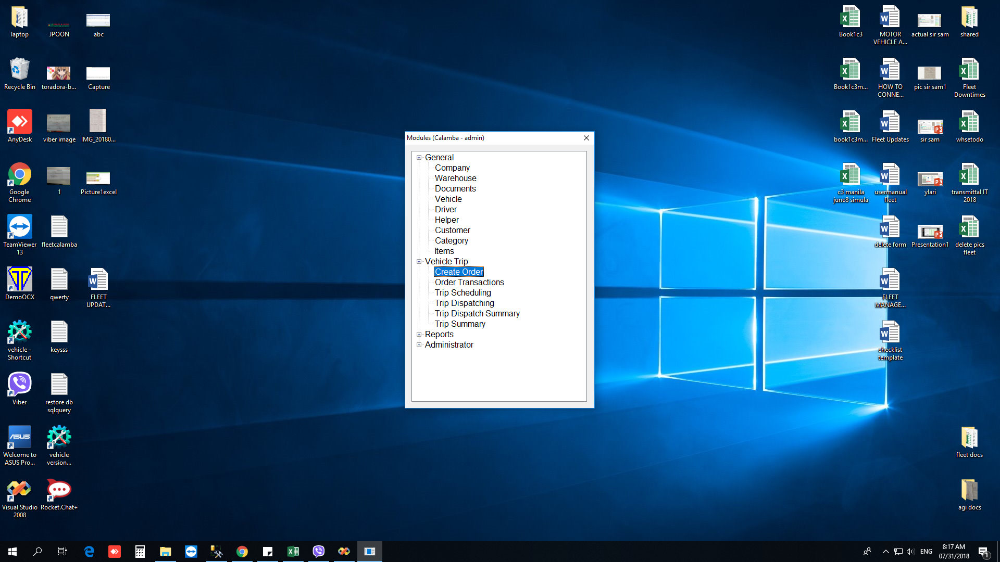 laptop
JPOON
abc
Recycle Bin
toradora-b...
Capture
AnyDesk
viber image
IMG_20180...
Google
Chrome
1
Picture1excel
TeamViewer
13
fleetcalamba
DemoOCX
qwerty
FLEET
UPDAT...
vehicle -
Shortcut
keysss
Viber
restore db
sqlquery
ASUS
Welcome to
ASUS Pro...
vehicle
version...
Visual Studio
2008
Rocket.Chat+
Modules (Calamba - admin)
General
Company
Warehouse
Documents
Vehicle
Driver
Helper
Customer
Category
Items
Vehicle Trip
Create Order
Order Transactions
Trip Scheduling
Trip Dispatching
Trip Dispatch Summary
Trip Summary
Reports
Administrator
Book1c3
MOTOR
VEHICLE A...
actual sir sam
shared
Book1c3m...
HOW TO
CONNE...
pic sir sam1
Fleet
Downtimes
book1c3m...
Fleet Updates
sir sam
whsetodo
c3 manila
june8 simula
usermanual
fleet
ylari
transmittal IT
2018
delete form
Presentation1
delete pics
fleet
FLEET
MANAGE...
checklist
template
fleet docs
agi docs
ENG
8:17 AM
07/31/2018
1